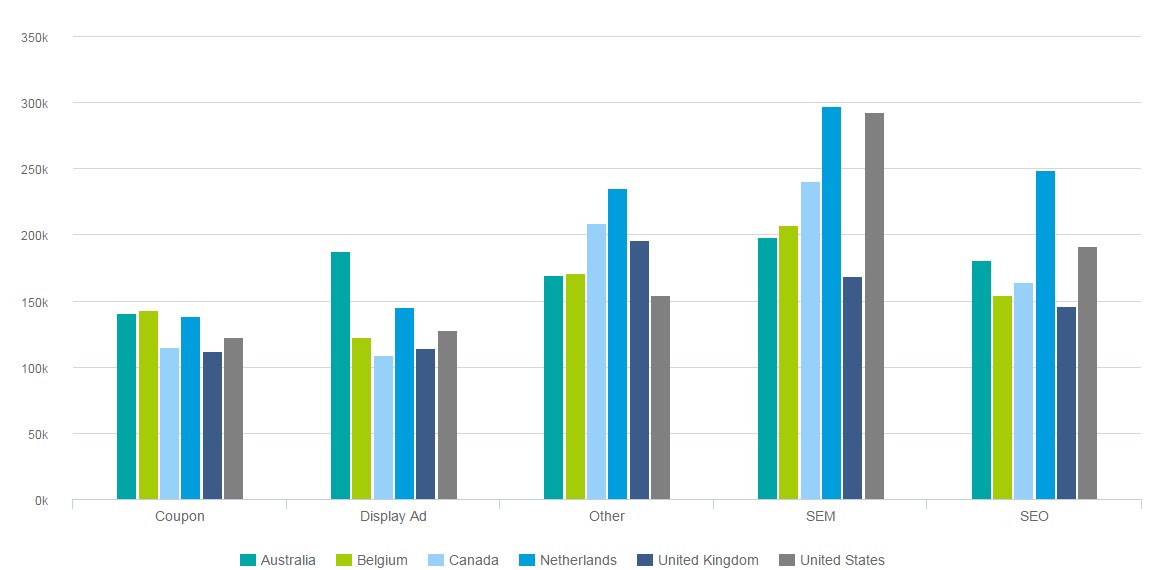 350k
300k
250k
200k
150k
100k
50k
0k
Coupon Display Ad Other SEM SEO
Australia Belgium Canada Netherlands United Kingdom United States